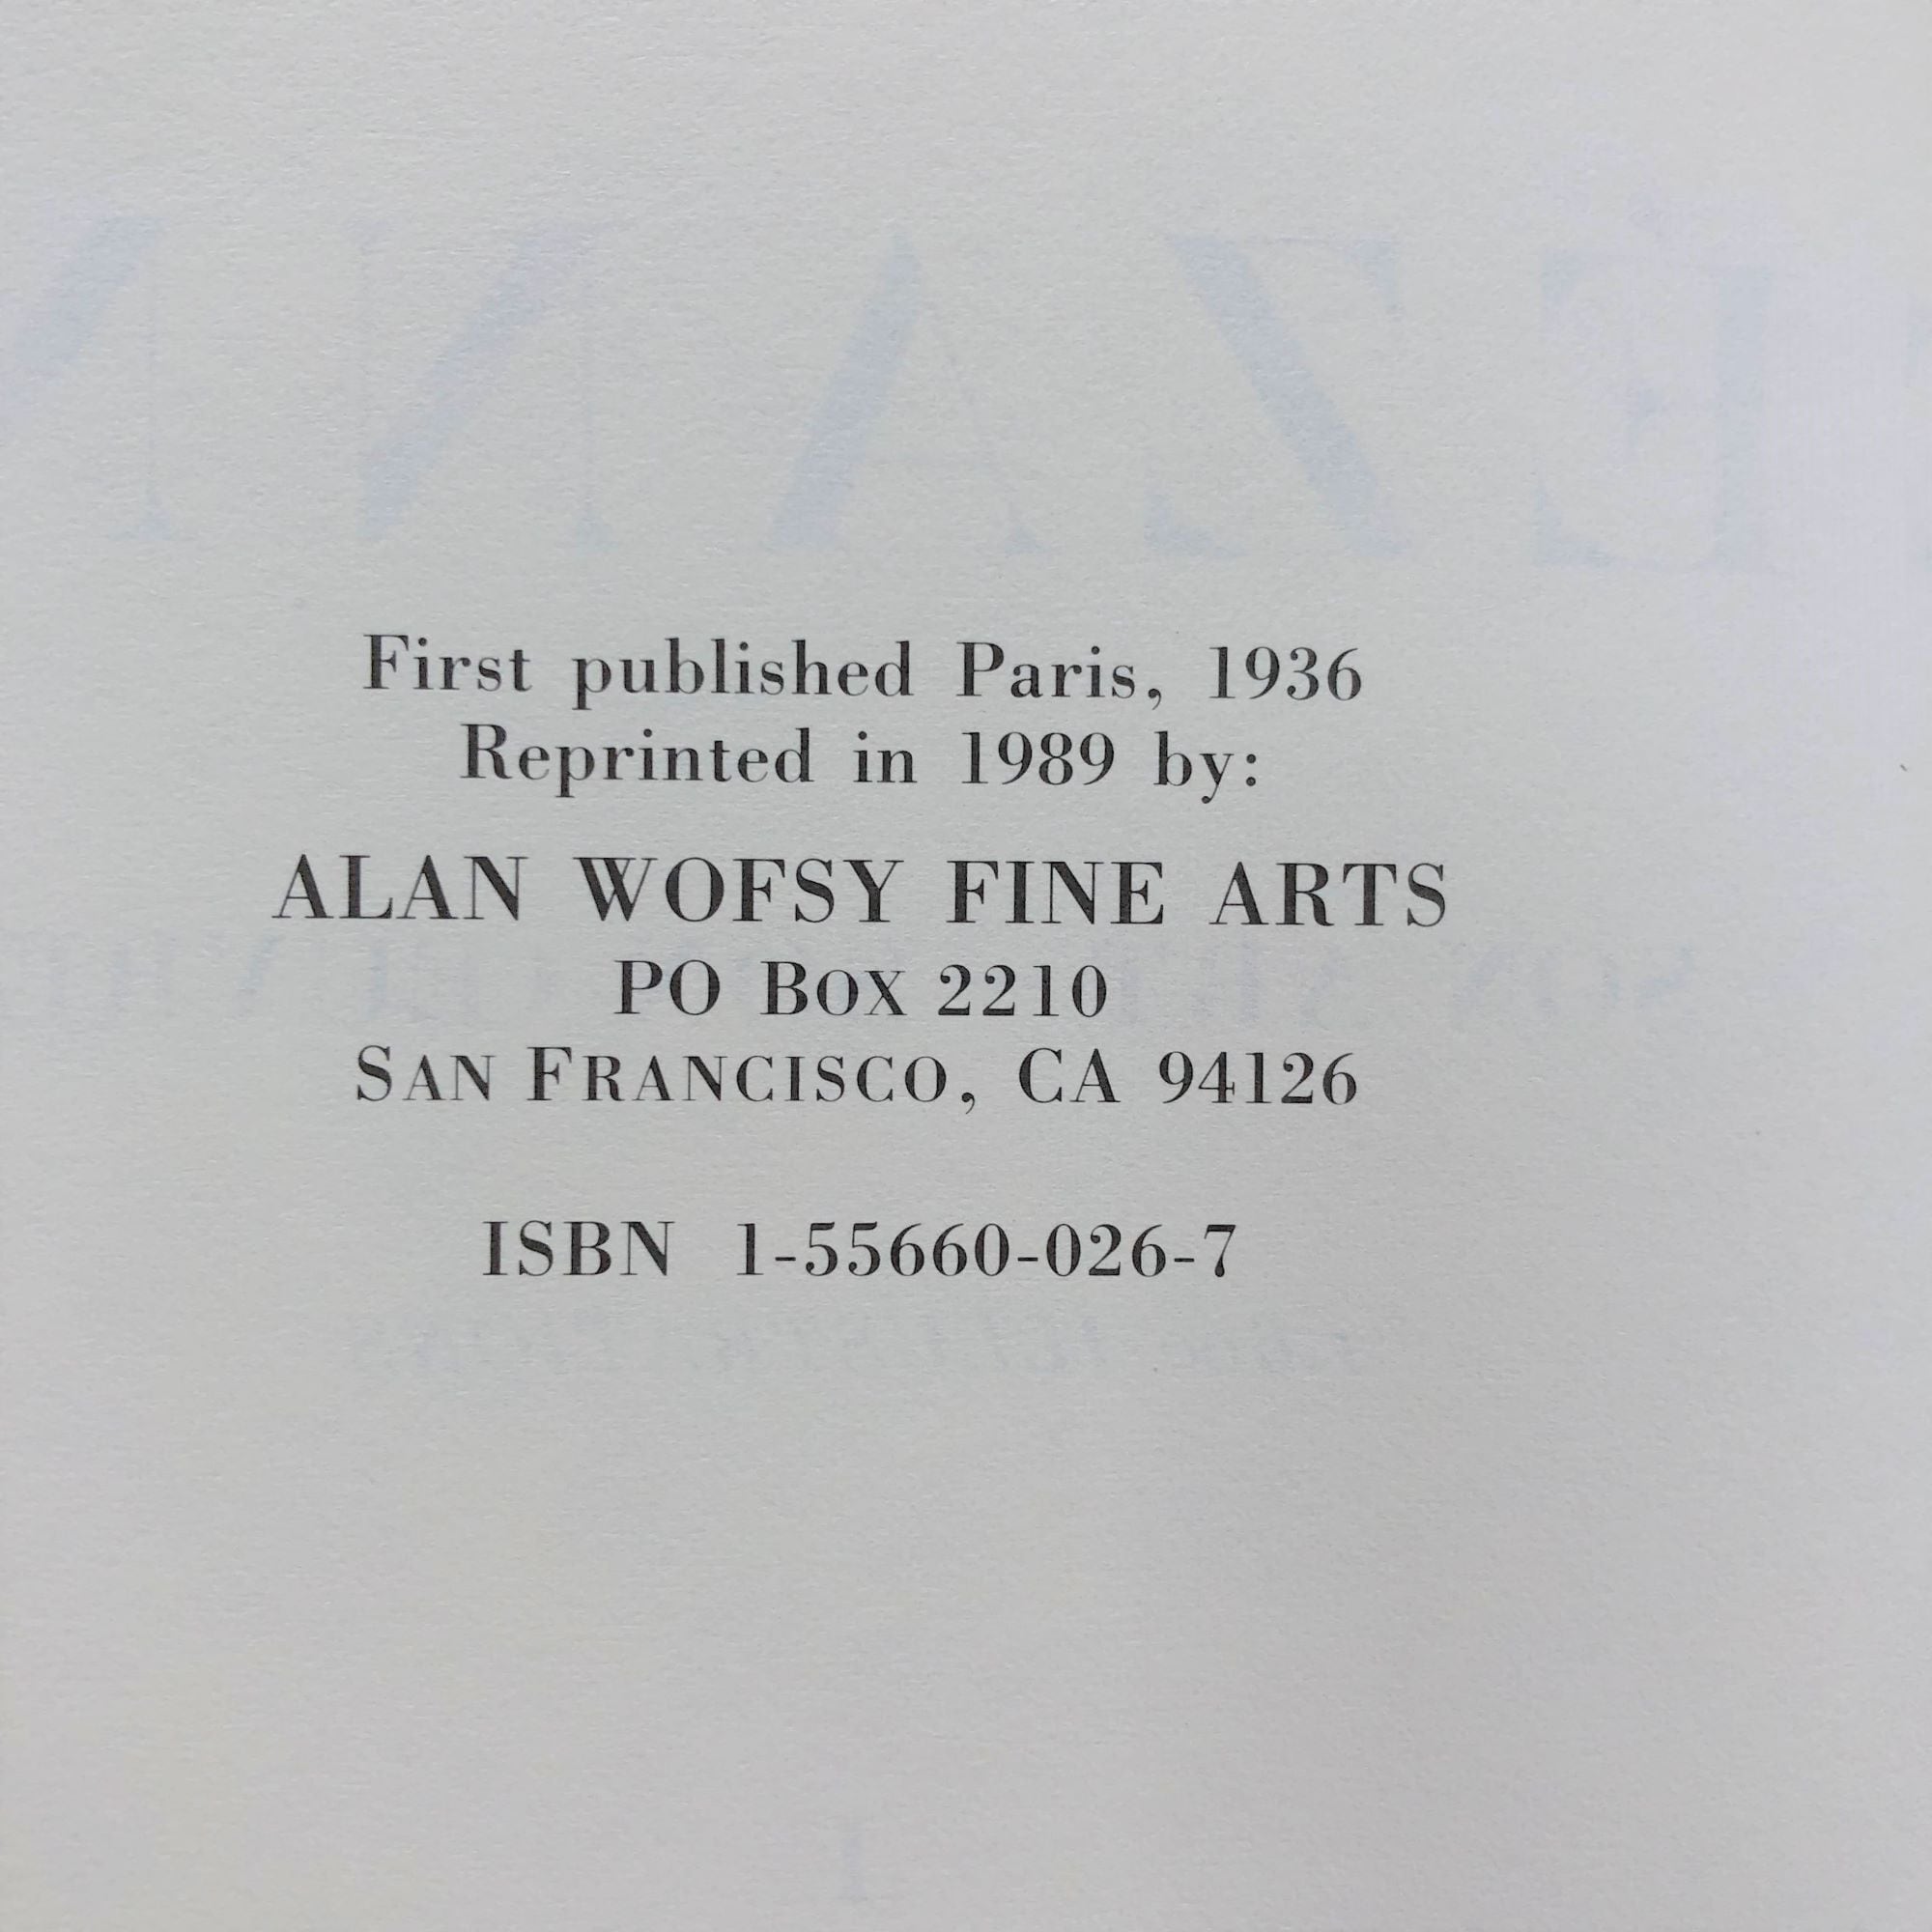 First published Paris, 1936
Reprinted in 1989 by:
ALAN WOFSY FINE ARTS
PO BOX 2210
SAN FRANCISCO, CA 94126
ISBN 1-55660-026-7